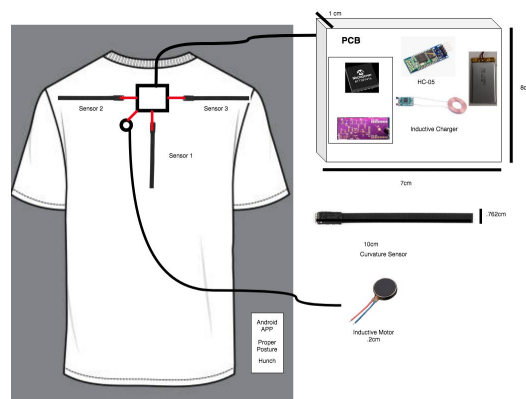 1 cm
PCB
HC-05
Inductive Charger
7cm
Sensor 2
Sensor 3
Sensor 1
.762cm
10cm
Curvature Sensor
Inductive Motor
.2cm
Android
APP
Proper
Posture
Hunch